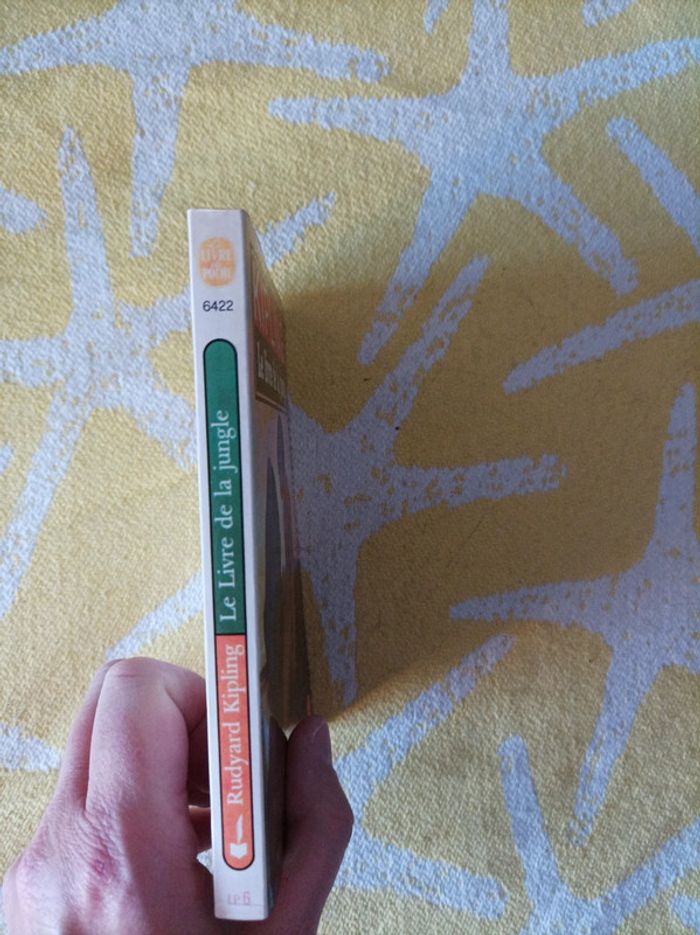 LE LIVRE
DE POCHE
6422
Rudyard Kipling Le Livre de la jungle
LP 6